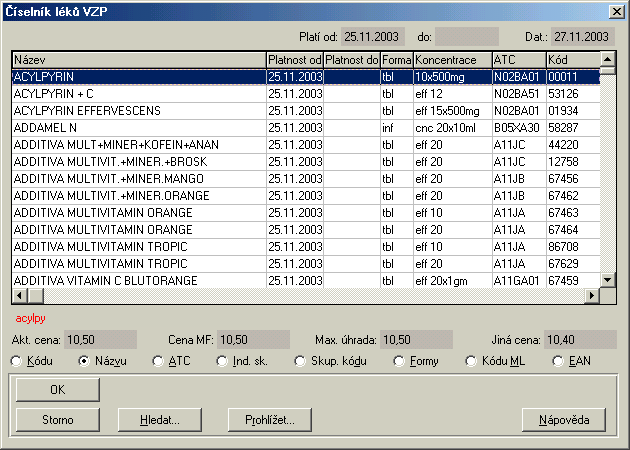 Číselník léků VZP
Platí od: 25.11.2003 do: Dat.: 27.11.2003
Název Platnost od Platnost do Forma Koncentrace ATC Kód
ACYLPYRIN 25.11.2003 tbl 10x500mg N02BA01 00011
ACYLPYRIN + C 25.11.2003 tbl eff 12 N02BA51 53126
ACYLPYRIN EFFERVESCENS 25.11.2003 tbl eff 15x500mg N02BA01 01934
ADDAMEL N 25.11.2003 inf cnc 20x10ml B05XA30 58287
ADDITIVA MULT+MINER+KOFEIN+ANAN 25.11.2003 tbl eff 20 A11JC 44220
ADDITIVA MULTIVIT.+MINER.+BROSK 25.11.2003 tbl eff 20 A11JC 12758
ADDITIVA MULTIVIT.+MINER.MANGO 25.11.2003 tbl eff 20 A11JB 67456
ADDITIVA MULTIVIT.+MINER.ORANGE 25.11.2003 tbl eff 20 A11JB 67462
ADDITIVA MULTIVITAMIN ORANGE 25.11.2003 tbl eff 10 A11JA 67463
ADDITIVA MULTIVITAMIN ORANGE 25.11.2003 tbl eff 20 A11JA 67464
ADDITIVA MULTIVITAMIN TROPIC 25.11.2003 tbl eff 10 A11JA 86708
ADDITIVA MULTIVITAMIN TROPIC 25.11.2003 tbl eff 20 A11JA 67629
ADDITIVA VITAMIN C BLUTORANGE 25.11.2003 tbl eff 20x1gm A11GA01 67459
acylpy
Akt. cena: 10,50 Cena MF: 10,50 Max. úhrada: 10,50 Jiná cena: 10,40
Kódu Názvu ATC Ind. sk. Skup. kódu Formy Kódu ML EAN
OK
Storno Hledat... Prohlížet... Nápověda